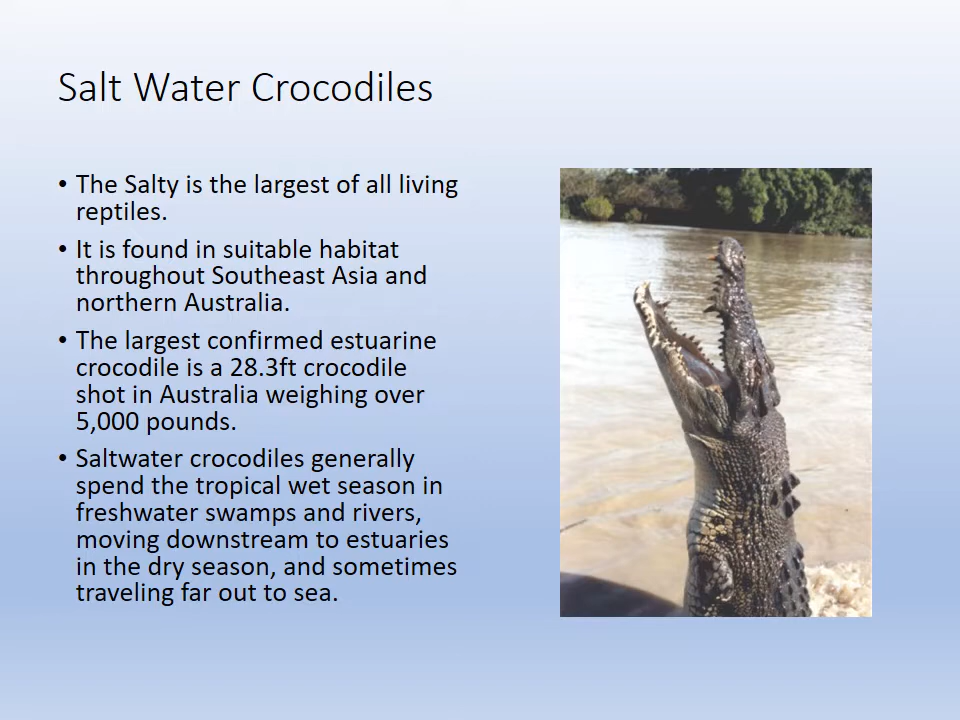 Salt Water Crocodiles
• The Salty is the largest of all living
reptiles.
• It is found in suitable habitat
throughout Southeast Asia and
northern Australia.
• The largest confirmed estuarine
crocodile is a 28.3ft crocodile
shot in Australia weighing over
5,000 pounds.
• Saltwater crocodiles generally
spend the tropical wet season in
freshwater swamps and rivers,
moving downstream to estuaries
in the dry season, and sometimes
traveling far out to sea.